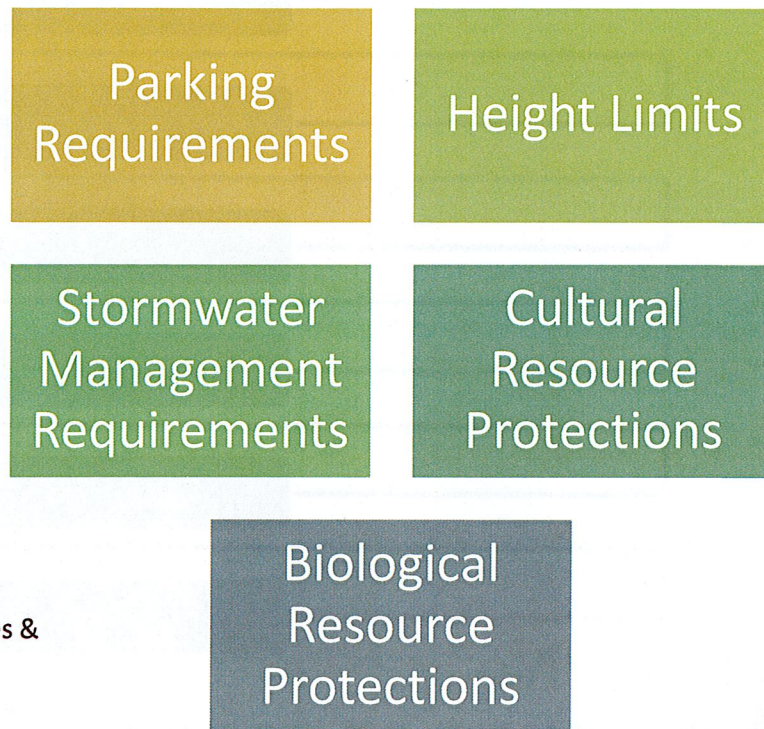 Parking
Requirements
Height Limits
Stormwater
Management
Requirements
Cultural
Resource
Protections
Biological
Resource
Protections
&